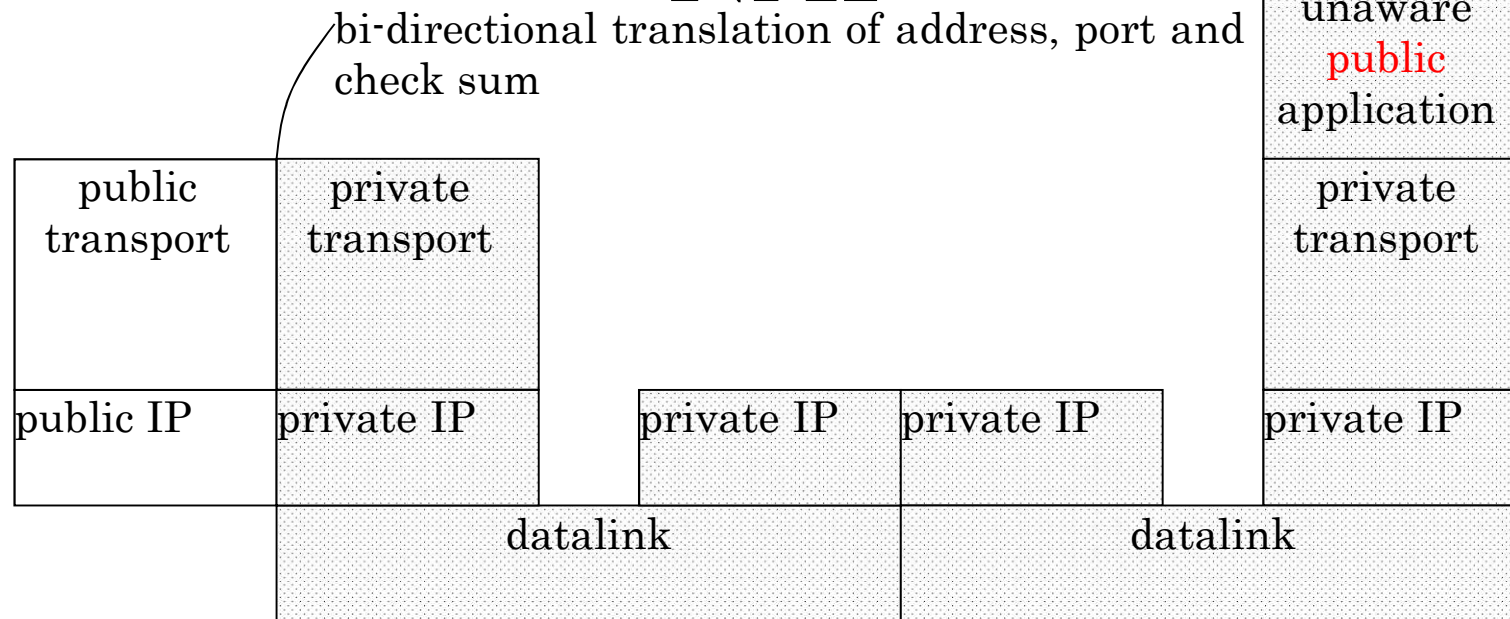 bi-directional translation of address, port and
check sum
unaware
public
application
public
transport
private
transport
private
transport
public IP
private IP
private IP
private IP
private IP
datalink
datalink